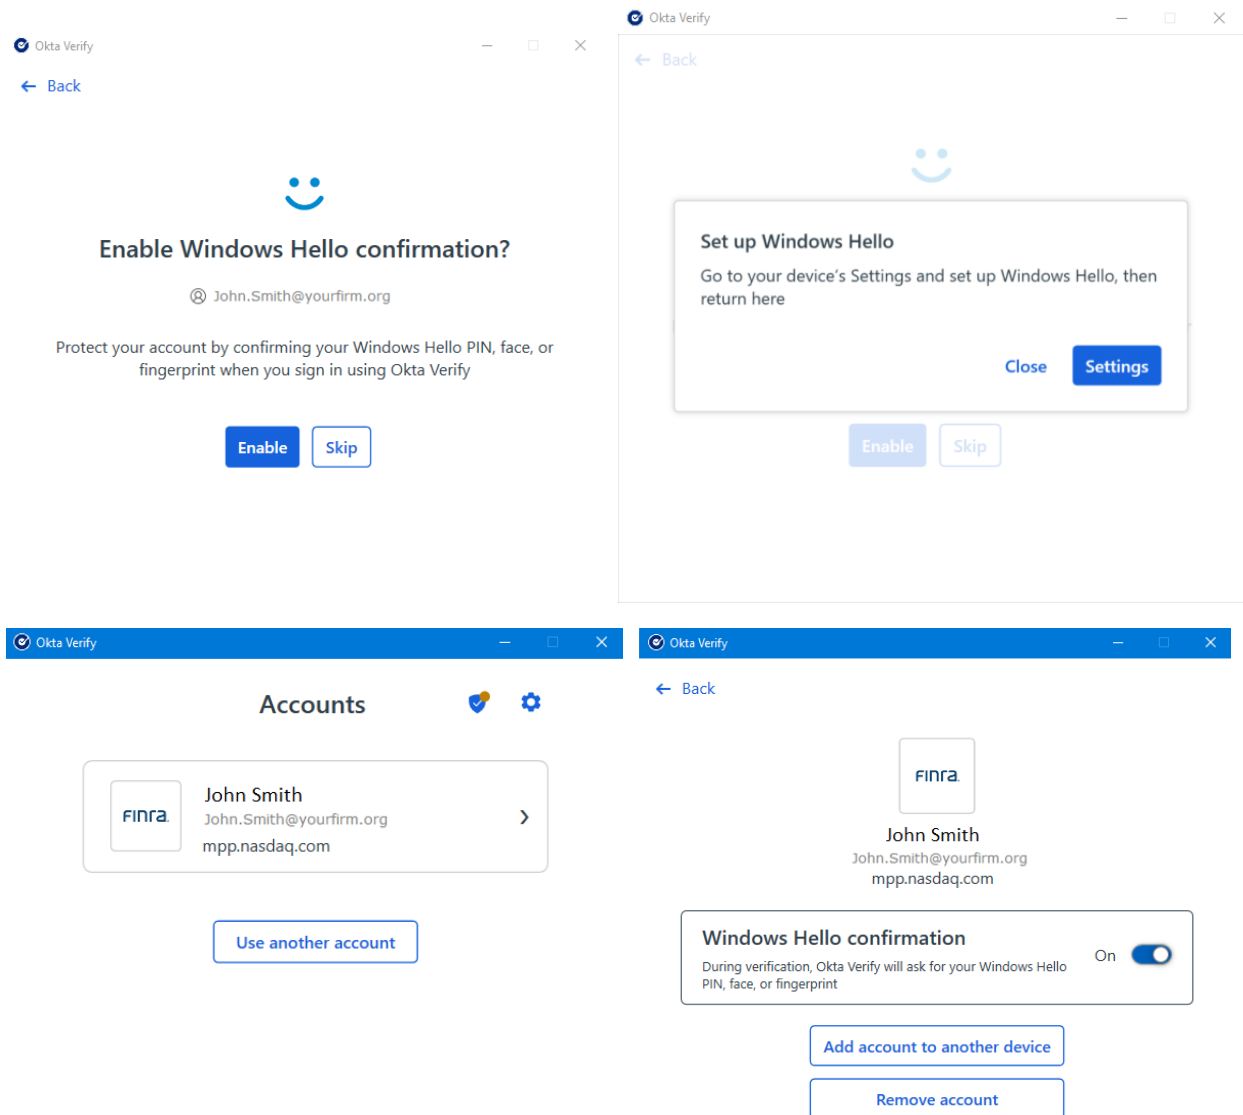 Okta Verify
Back
Enable Windows Hello confirmation?
John.Smith@yourfirm.org
Protect your account by confirming your Windows Hello PIN, face, or
fingerprint when you sign in using Okta Verify
Enable
Skip
Okta Verify
Back
Set up Windows Hello
Go to your device's Settings and set up Windows Hello, then
return here
Close
Settings
Enable
Skip
Okta Verify
Accounts
FINRA
John Smith
John.Smith@yourfirm.org
mpp.nasdaq.com
Use another account
Okta Verify
Back
FINRA
John Smith
John.Smith@yourfirm.org
mpp.nasdaq.com
Windows Hello confirmation
During verification, Okta Verify will ask for your Windows Hello
PIN, face, or fingerprint
On
Add account to another device
Remove account